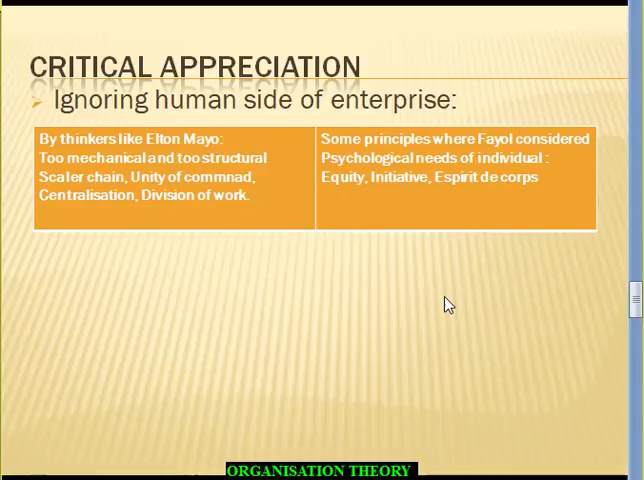 CRITICAL APPRECIATION
Ignoring human side of enterprise:
By thinkers like Elton Mayo:
Too mechanical and too structural
Scaler chain, Unity of commnad,
Centralisation, Division of work.
Some principles where Fayol considered
Psychological needs of individual :
Equity, Initiative, Espirit de corps
ORGANISATION THEORY